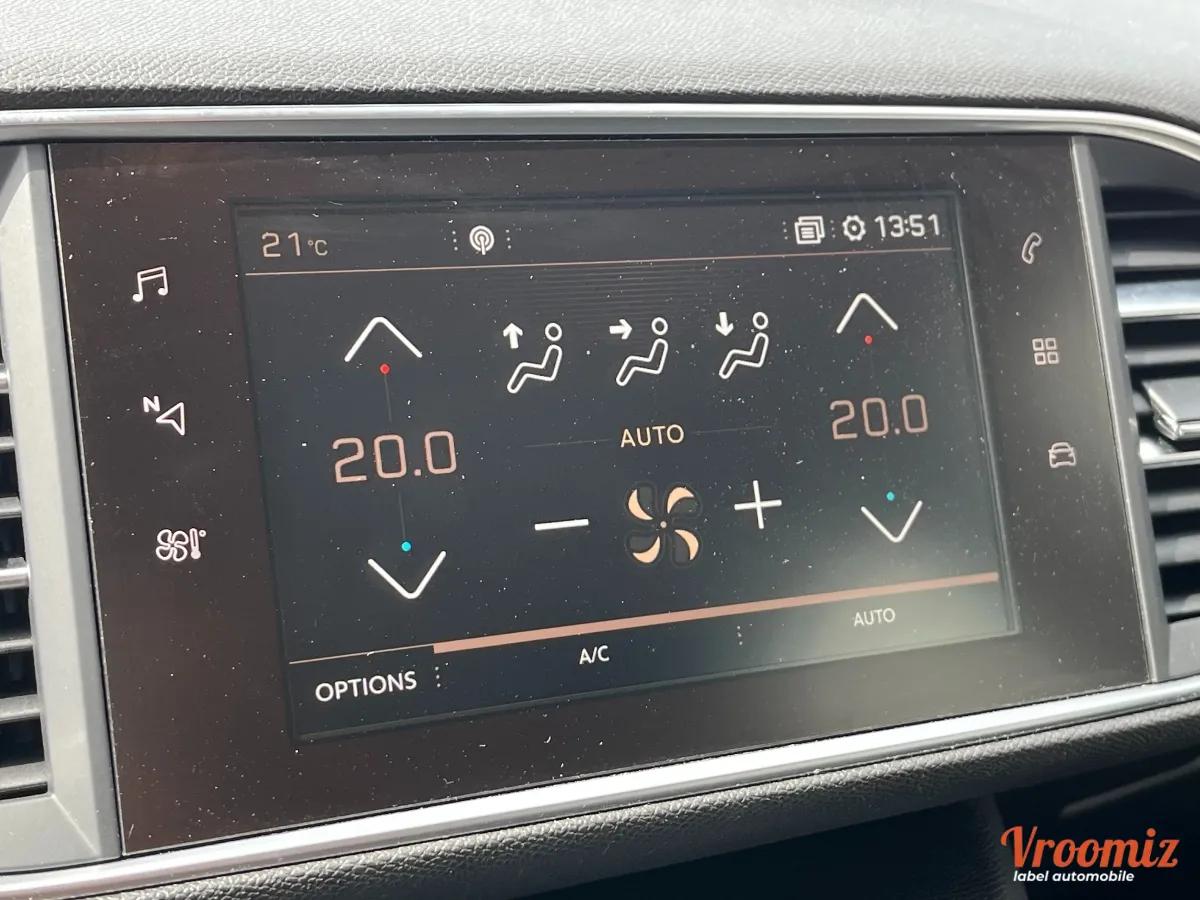 21°C
13:51
N
20.0
20.0
AUTO
OPTIONS
A/C
AUTO
Vroomiz
label automobile